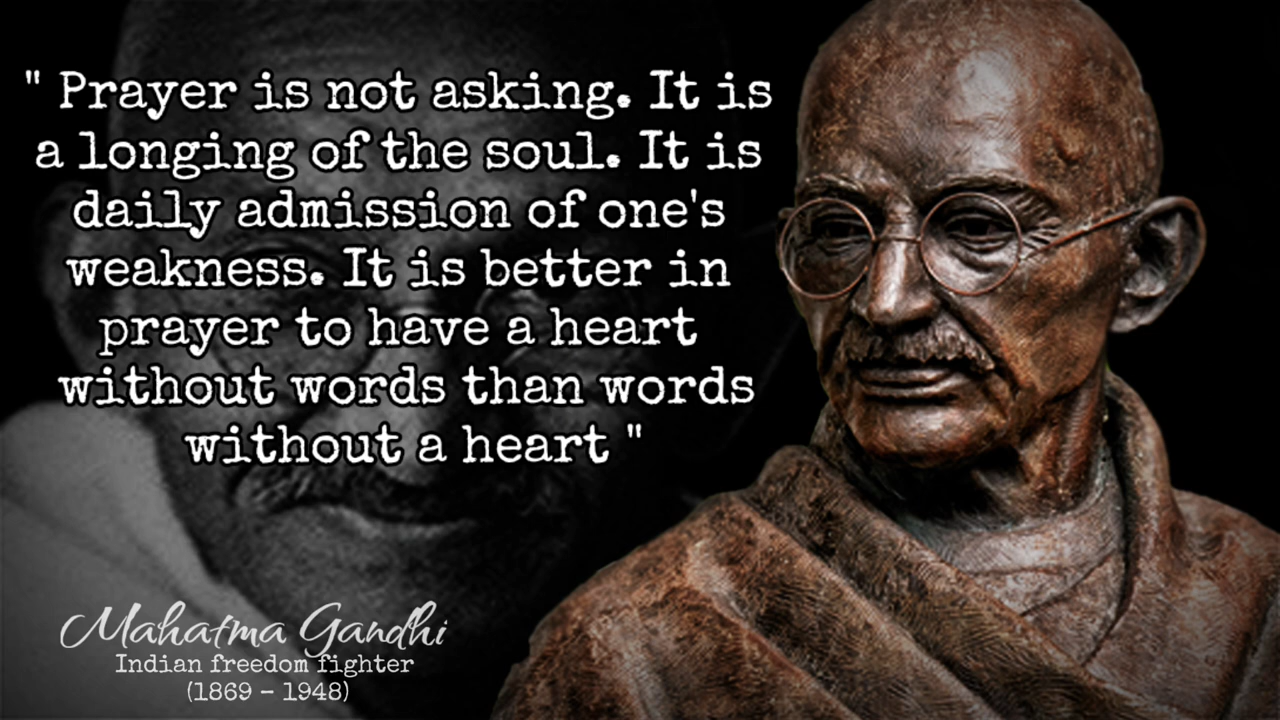 " Prayer is not asking. It is
a longing of the soul. It is
daily admission of one's
weakness. It is better in
prayer to have a heart
without words than words
without a heart "
Mahatma Gandhi
Indian freedom fighter
(1869 – 1948)